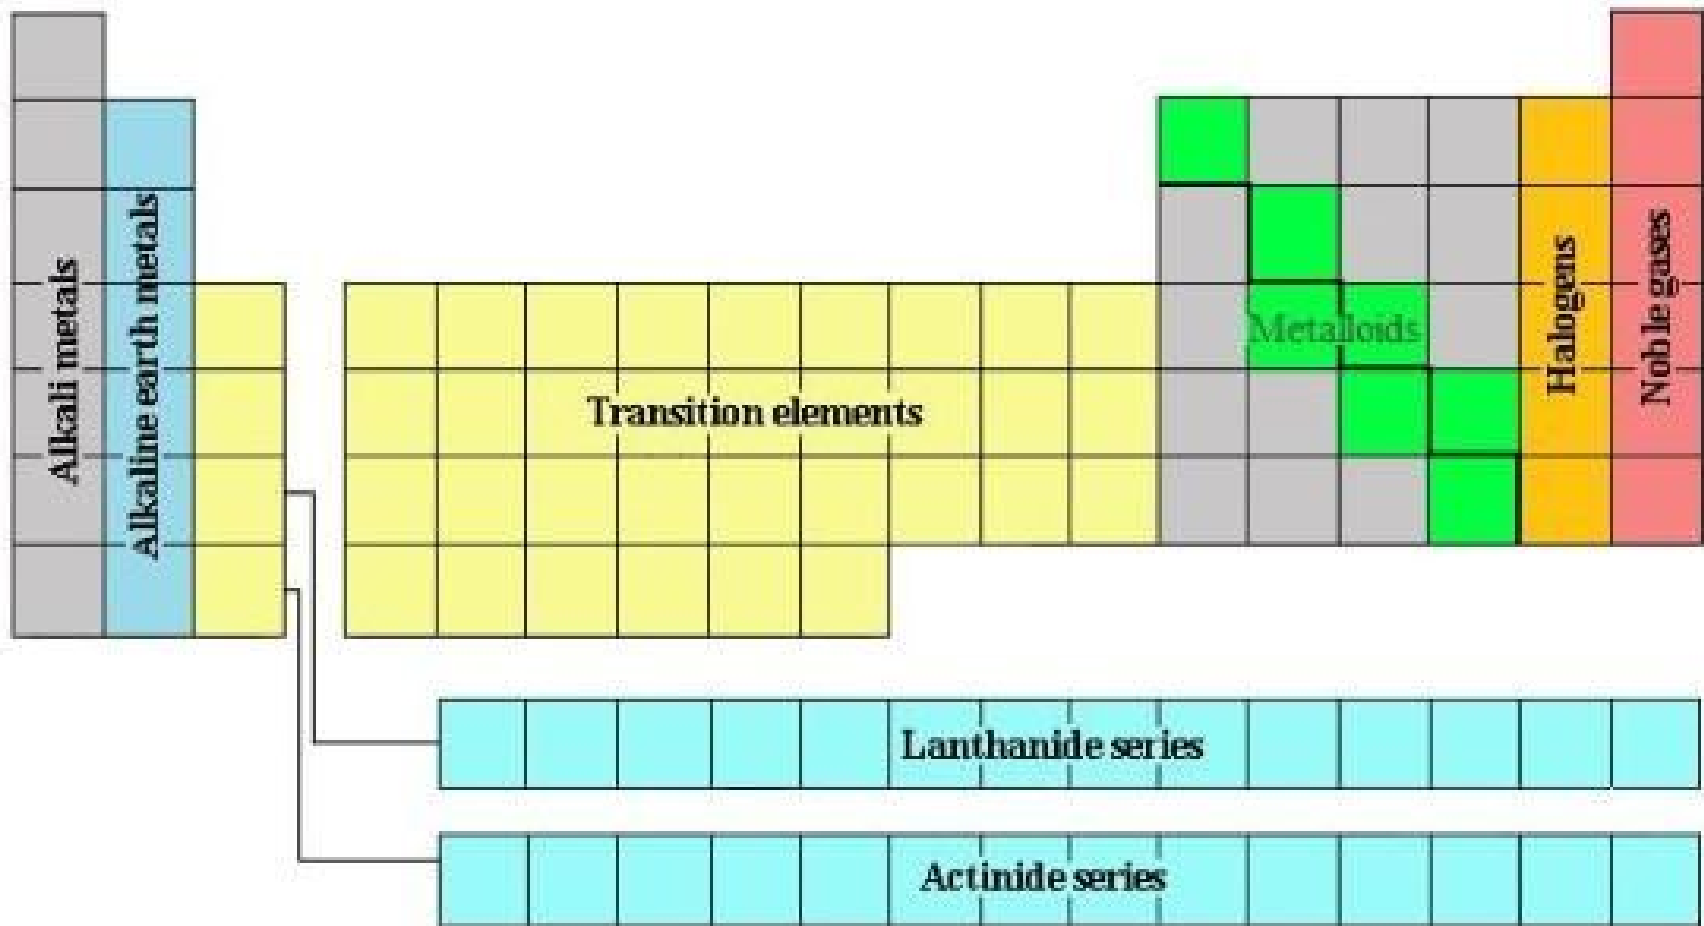 Alkali metals
Alkaline earth metals
Transition elements
Metalloids
Halogens
Noble gases
Lanthanide series
Actinide series